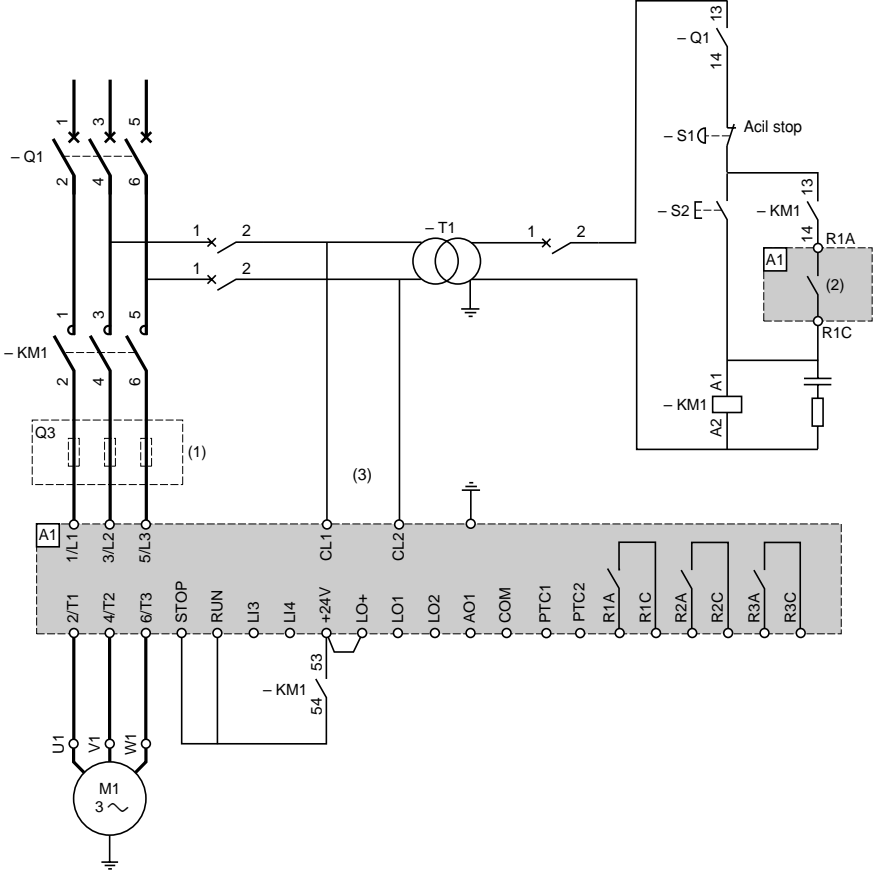 13
– Q1
14
1
3
5
– S1
Acil stop
– Q1
2
4
6
– S2
– KM1
13
14
R1A
1
2
– T1
1
2
1
2
A1
(2)
R1C
1
3
5
– KM1
2
4
6
A1
– KM1
A2
Q3
(1)
(3)
A1
1/L1
3/L2
5/L3
CL1
CL2
2/T1
4/T2
6/T3
STOP
RUN
LI3
LI4
+24V
LO+
LO1
LO2
AO1
COM
PTC1
PTC2
R1A
R1C
R2A
R2C
R3A
R3C
53
– KM1
54
U1
V1
W1
M1
3